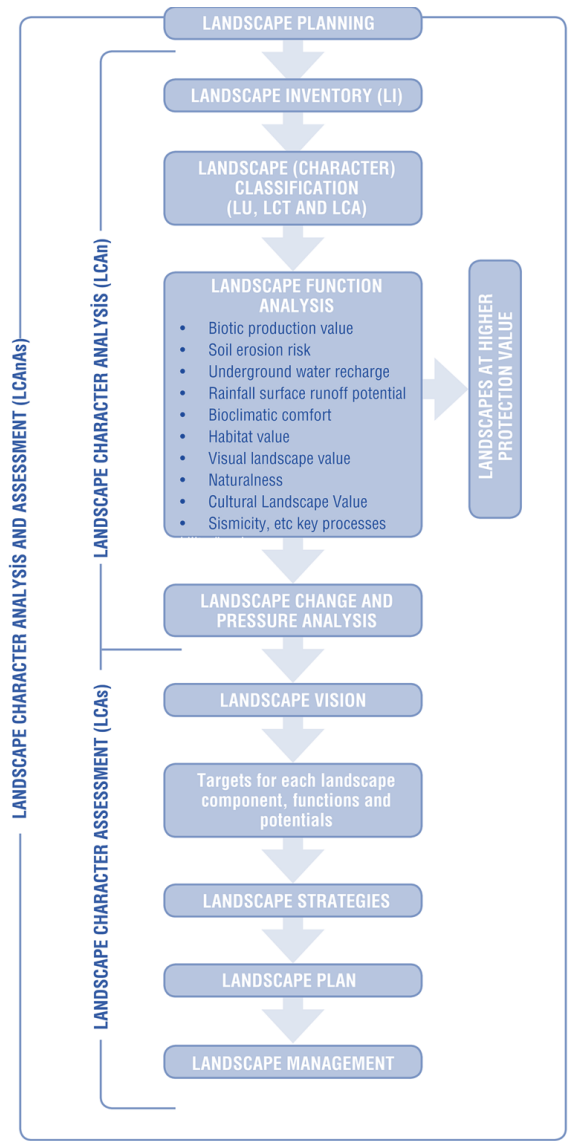 LANDSCAPE PLANNING
LANDSCAPE INVENTORY (LI)
LANDSCAPE (CHARACTER)
CLASSIFICATION
(LU, LCT AND LCA)
LANDSCAPE FUNCTION
ANALYSIS
• Biotic production value
• Soil erosion risk
• Underground water recharge
• Rainfall surface runoff potential
• Bioclimatic comfort
• Habitat value
• Visual landscape value
• Naturalness
• Cultural Landscape Value
• Sismicity, etc key processes
LANDSCAPES AT HIGHER
PROTECTION VALUE
LANDSCAPE CHANGE AND
PRESSURE ANALYSIS
LANDSCAPE VISION
Targets for each landscape
component, functions and
potentials
LANDSCAPE STRATEGIES
LANDSCAPE PLAN
LANDSCAPE MANAGEMENT
LANDSCAPE CHARACTER ANALYSİS (LCAn)
LANDSCAPE CHARACTER ASSESSMENT (LCAs)
LANDSCAPE CHARACTER ANALYSİS AND ASSESSMENT (LCAnAs)